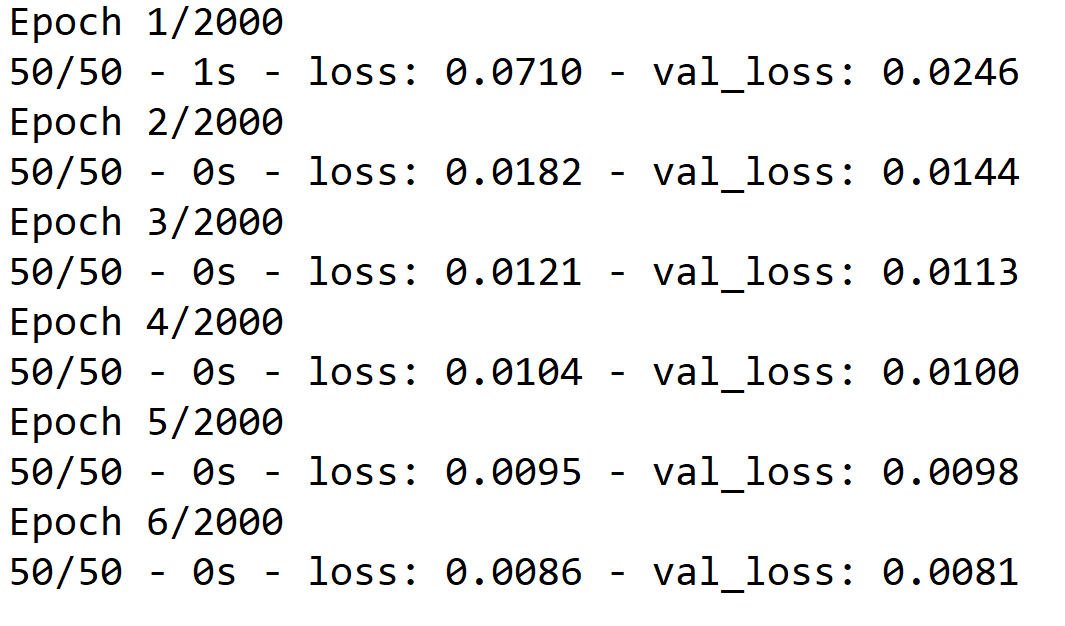 Epoch 1/2000
50/50 - 1s - loss: 0.0710 - val_loss: 0.0246
Epoch 2/2000
50/50 - 0s - loss: 0.0182 - val_loss: 0.0144
Epoch 3/2000
50/50 - 0s - loss: 0.0121 - val_loss: 0.0113
Epoch 4/2000
50/50 - 0s - loss: 0.0104 - val_loss: 0.0100
Epoch 5/2000
50/50 - 0s - loss: 0.0095 - val_loss: 0.0098
Epoch 6/2000
50/50 - 0s - loss: 0.0086 - val_loss: 0.0081